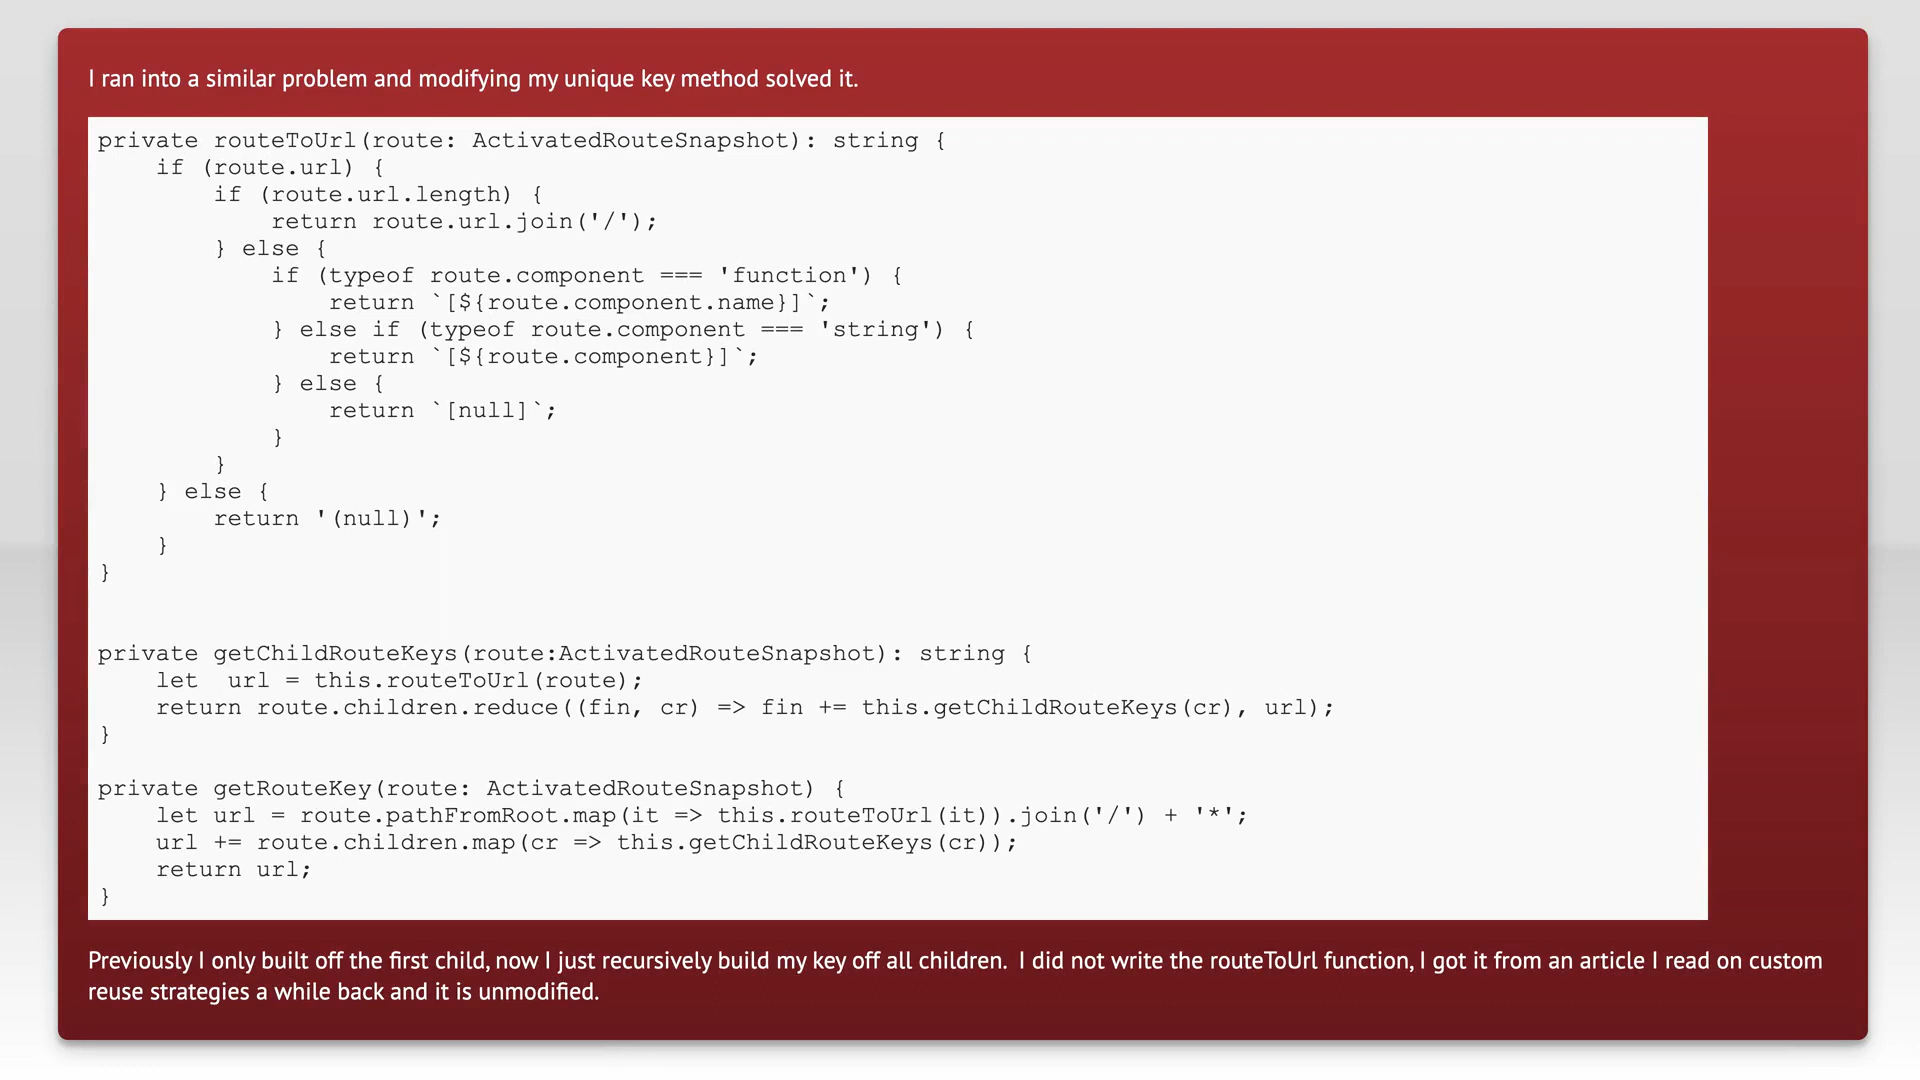 I ran into a similar problem and modifying my unique key method solved it.
private routeToUrl(route: ActivatedRouteSnapshot): string {
    if (route.url) {
        if (route.url.length) {
            return route.url.join('/');
        } else {
            if (typeof route.component === 'function') {
                return `[${route.component.name}]`;
            } else if (typeof route.component === 'string') {
                return `[${route.component}]`;
            } else {
                return `[null]`;
            }
        }
    } else {
        return '(null)';
    }
}
private getChildRouteKeys(route:ActivatedRouteSnapshot): string {
    let  url = this.routeToUrl(route);
    return route.children.reduce((fin, cr) => fin += this.getChildRouteKeys(cr), url);
}
private getRouteKey(route: ActivatedRouteSnapshot) {
    let url = route.pathFromRoot.map(it => this.routeToUrl(it)).join('/') + '*';
    url += route.children.map(cr => this.getChildRouteKeys(cr));
    return url;
}
Previously I only built off the first child, now I just recursively build my key off all children.  I did not write the routeToUrl function, I got it from an article I read on custom
reuse strategies a while back and it is unmodified.